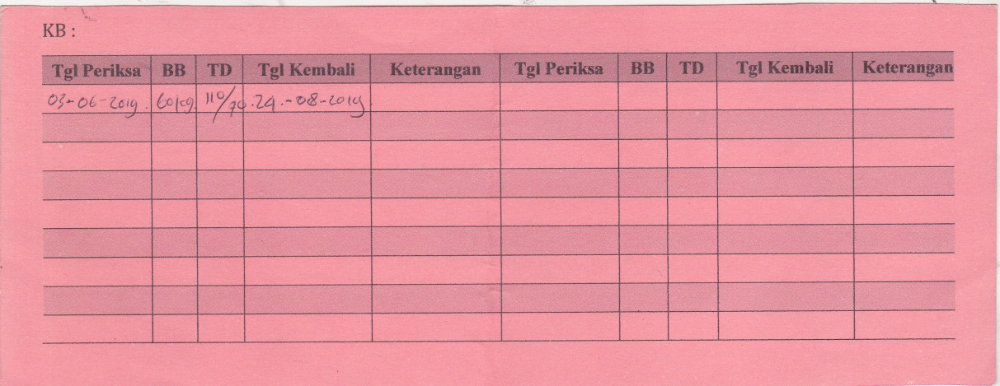 KB :
Tgl Periksa BB TD Tgl Kembali Keterangan Tgl Periksa BB TD Tgl Kembali Keterangan
03-06-2019. 60kg. 110/70. 24.-08-2019.